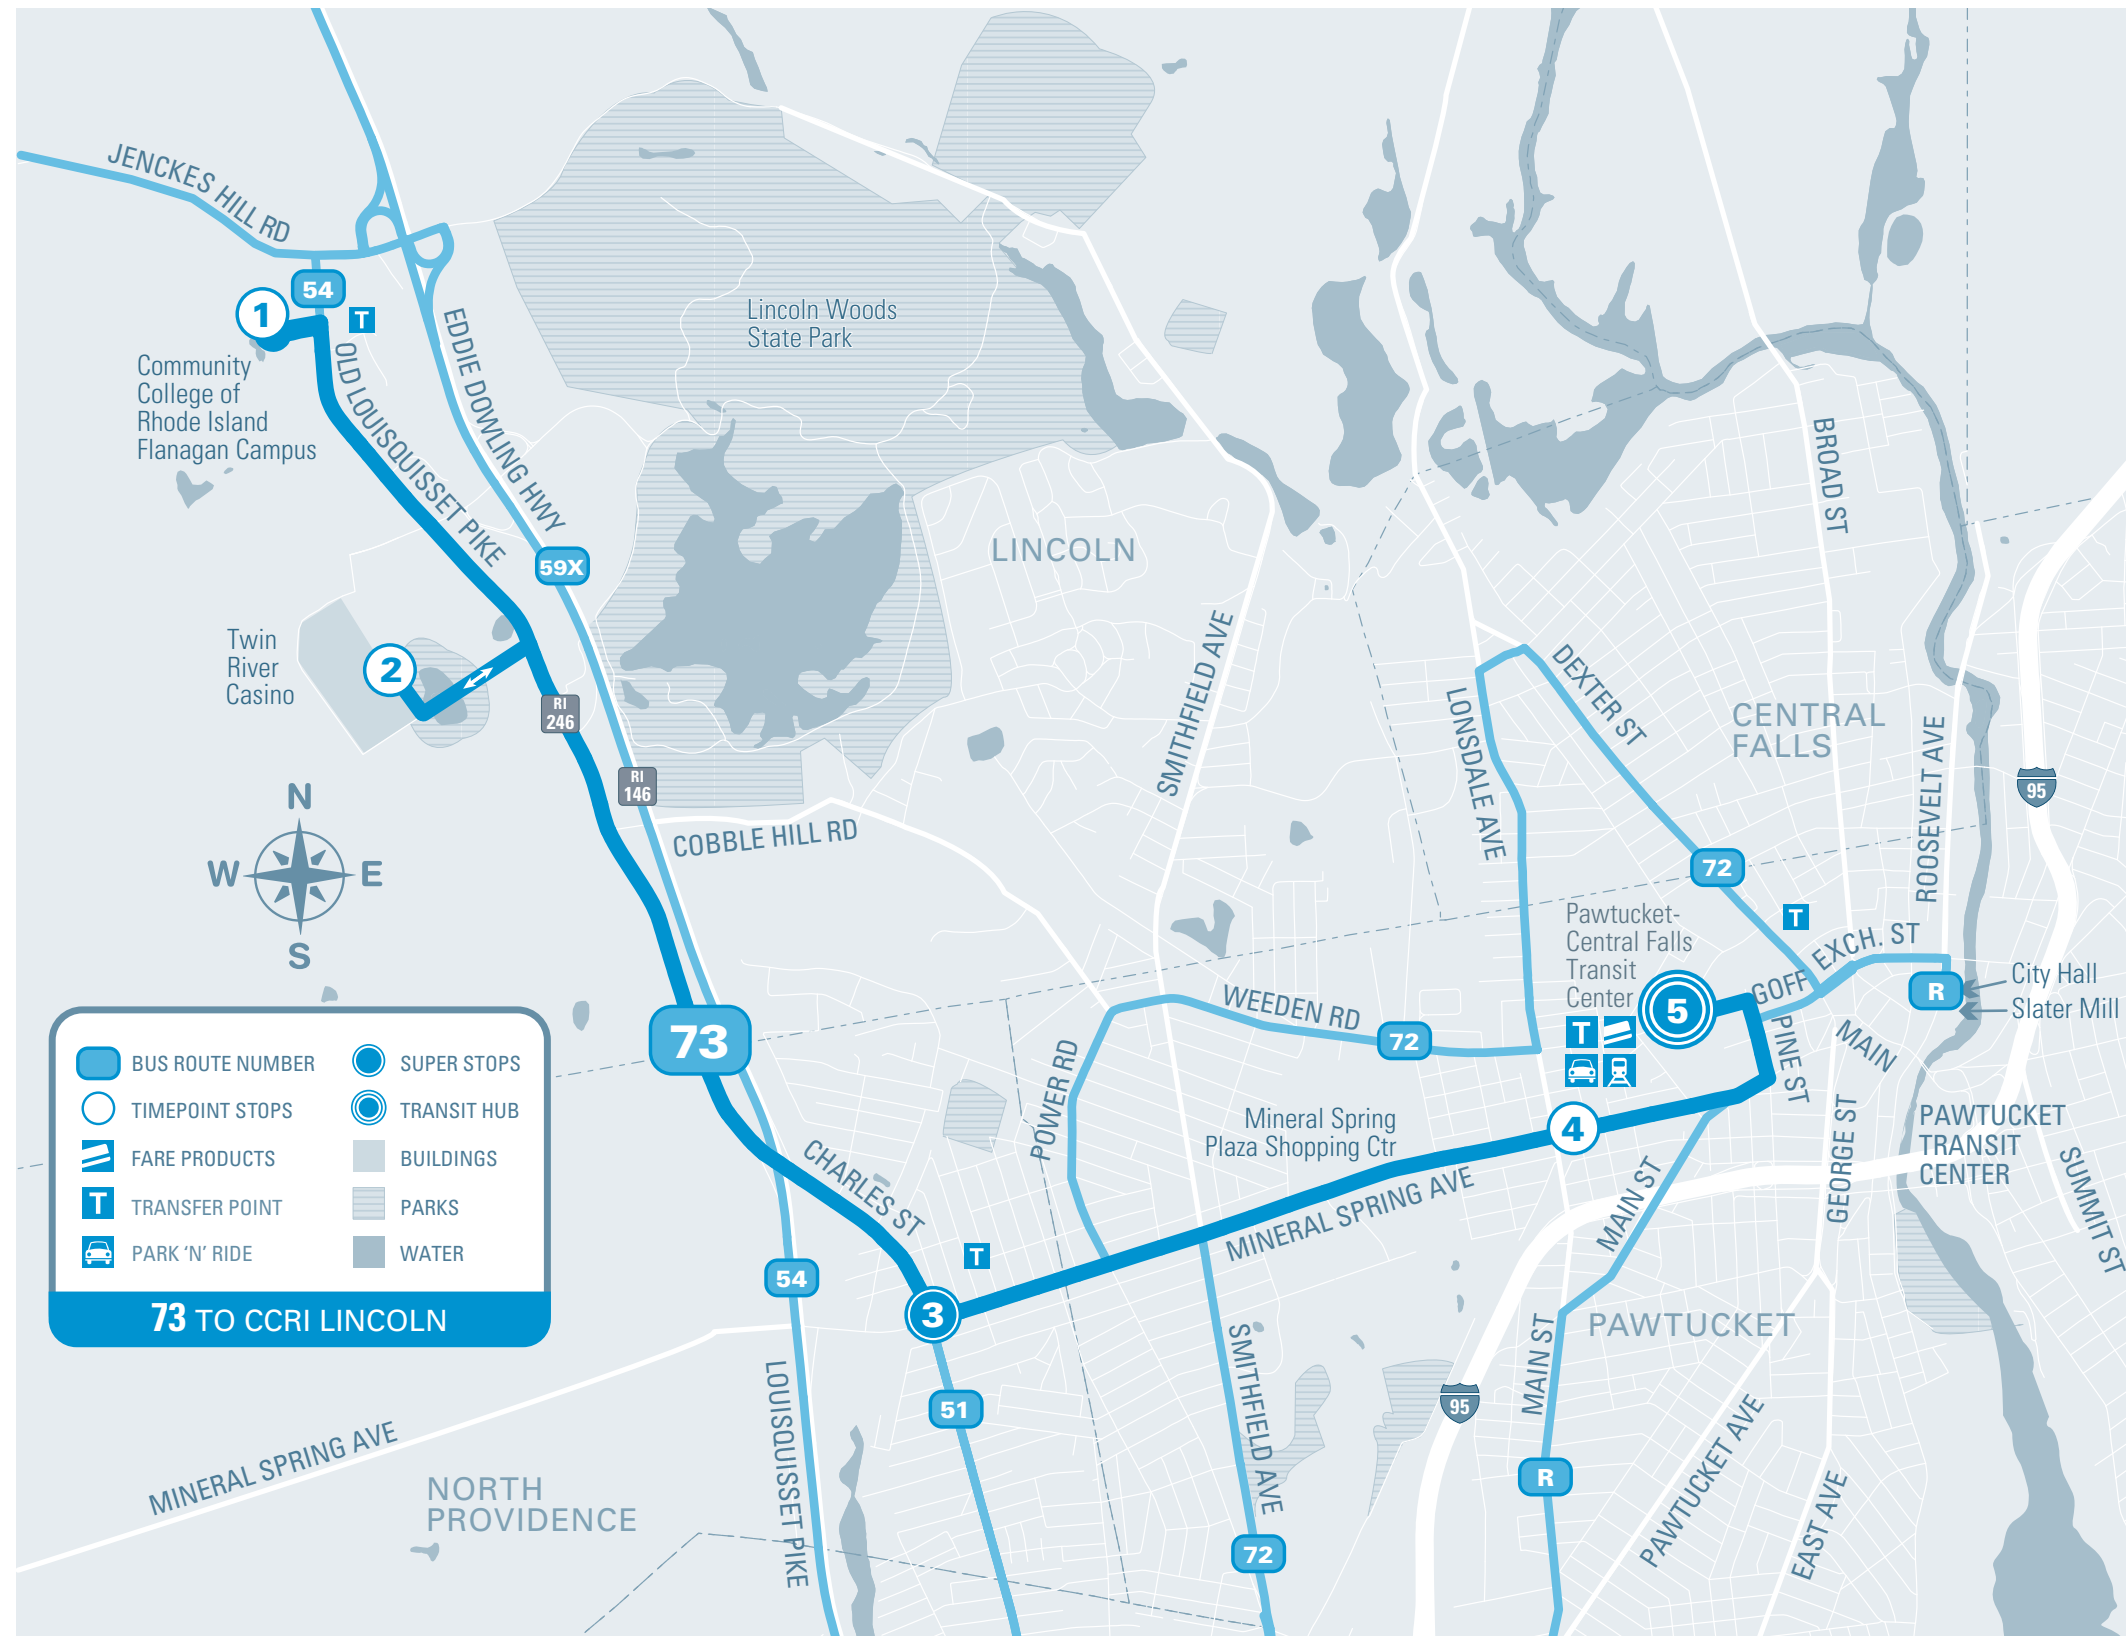 JENCKES HILL RD
54
1
T
Community
College of
Rhode Island
Flanagan Campus
OLD LOUISQUISSET PIKE
EDDIE DOWLING HWY
59X
Lincoln Woods
State Park
LINCOLN
Twin
River
Casino
2
RI
246
RI
146
COBBLE HILL RD
SMITHFIELD AVE
LONSDALE AVE
DEXTER ST
BROAD ST
CENTRAL
FALLS
ROOSEVELT AVE
95
72
T
Pawtucket-
Central Falls
Transit
Center
5
T
GOFF
EXCH. ST
R
City Hall
Slater Mill
PINE ST
MAIN
N
W
E
S
73
WEEDEN RD
72
POWER RD
Mineral Spring
Plaza Shopping Ctr
4
MINERAL SPRING AVE
MAIN ST
GEORGE ST
PAWTUCKET
TRANSIT
CENTER
SUMMIT ST
CHARLES ST
T
3
54
51
LOUISQUISSET PIKE
SMITHFIELD AVE
72
MAIN ST
R
95
PAWTUCKET
PAWTUCKET AVE
EAST AVE
MINERAL SPRING AVE
NORTH
PROVIDENCE
BUS ROUTE NUMBER
SUPER STOPS
TIMEPOINT STOPS
TRANSIT HUB
FARE PRODUCTS
BUILDINGS
T
TRANSFER POINT
PARKS
PARK ‘N’ RIDE
WATER
73 TO CCRI LINCOLN